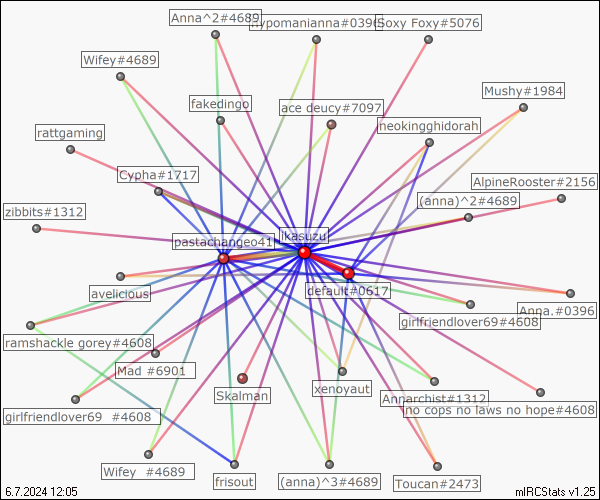 Anna^2#4689
hypomanianna#0396
Soxy Foxy#5076
Wifey#4689
Mushy#1984
fakedingo
ace deucy#7097
neokingghidorah
rattgaming
Cypha#1717
AlpineRooster#2156
(anna)^2#4689
zibbits#1312
pastachangeo41
ikasuzu
default#0617
avelicious
Anna.#0396
girlfriendlover69#4608
ramshackle gorey#4608
Mad #6901
Skalman
xenoyaut
Annarchist#1312
no cops no laws no hope#4608
girlfriendlover69 #4608
Wifey #4689
frisout
(anna)^3#4689
Toucan#2473
6.7.2024 12:05
mIRCStats v1.25